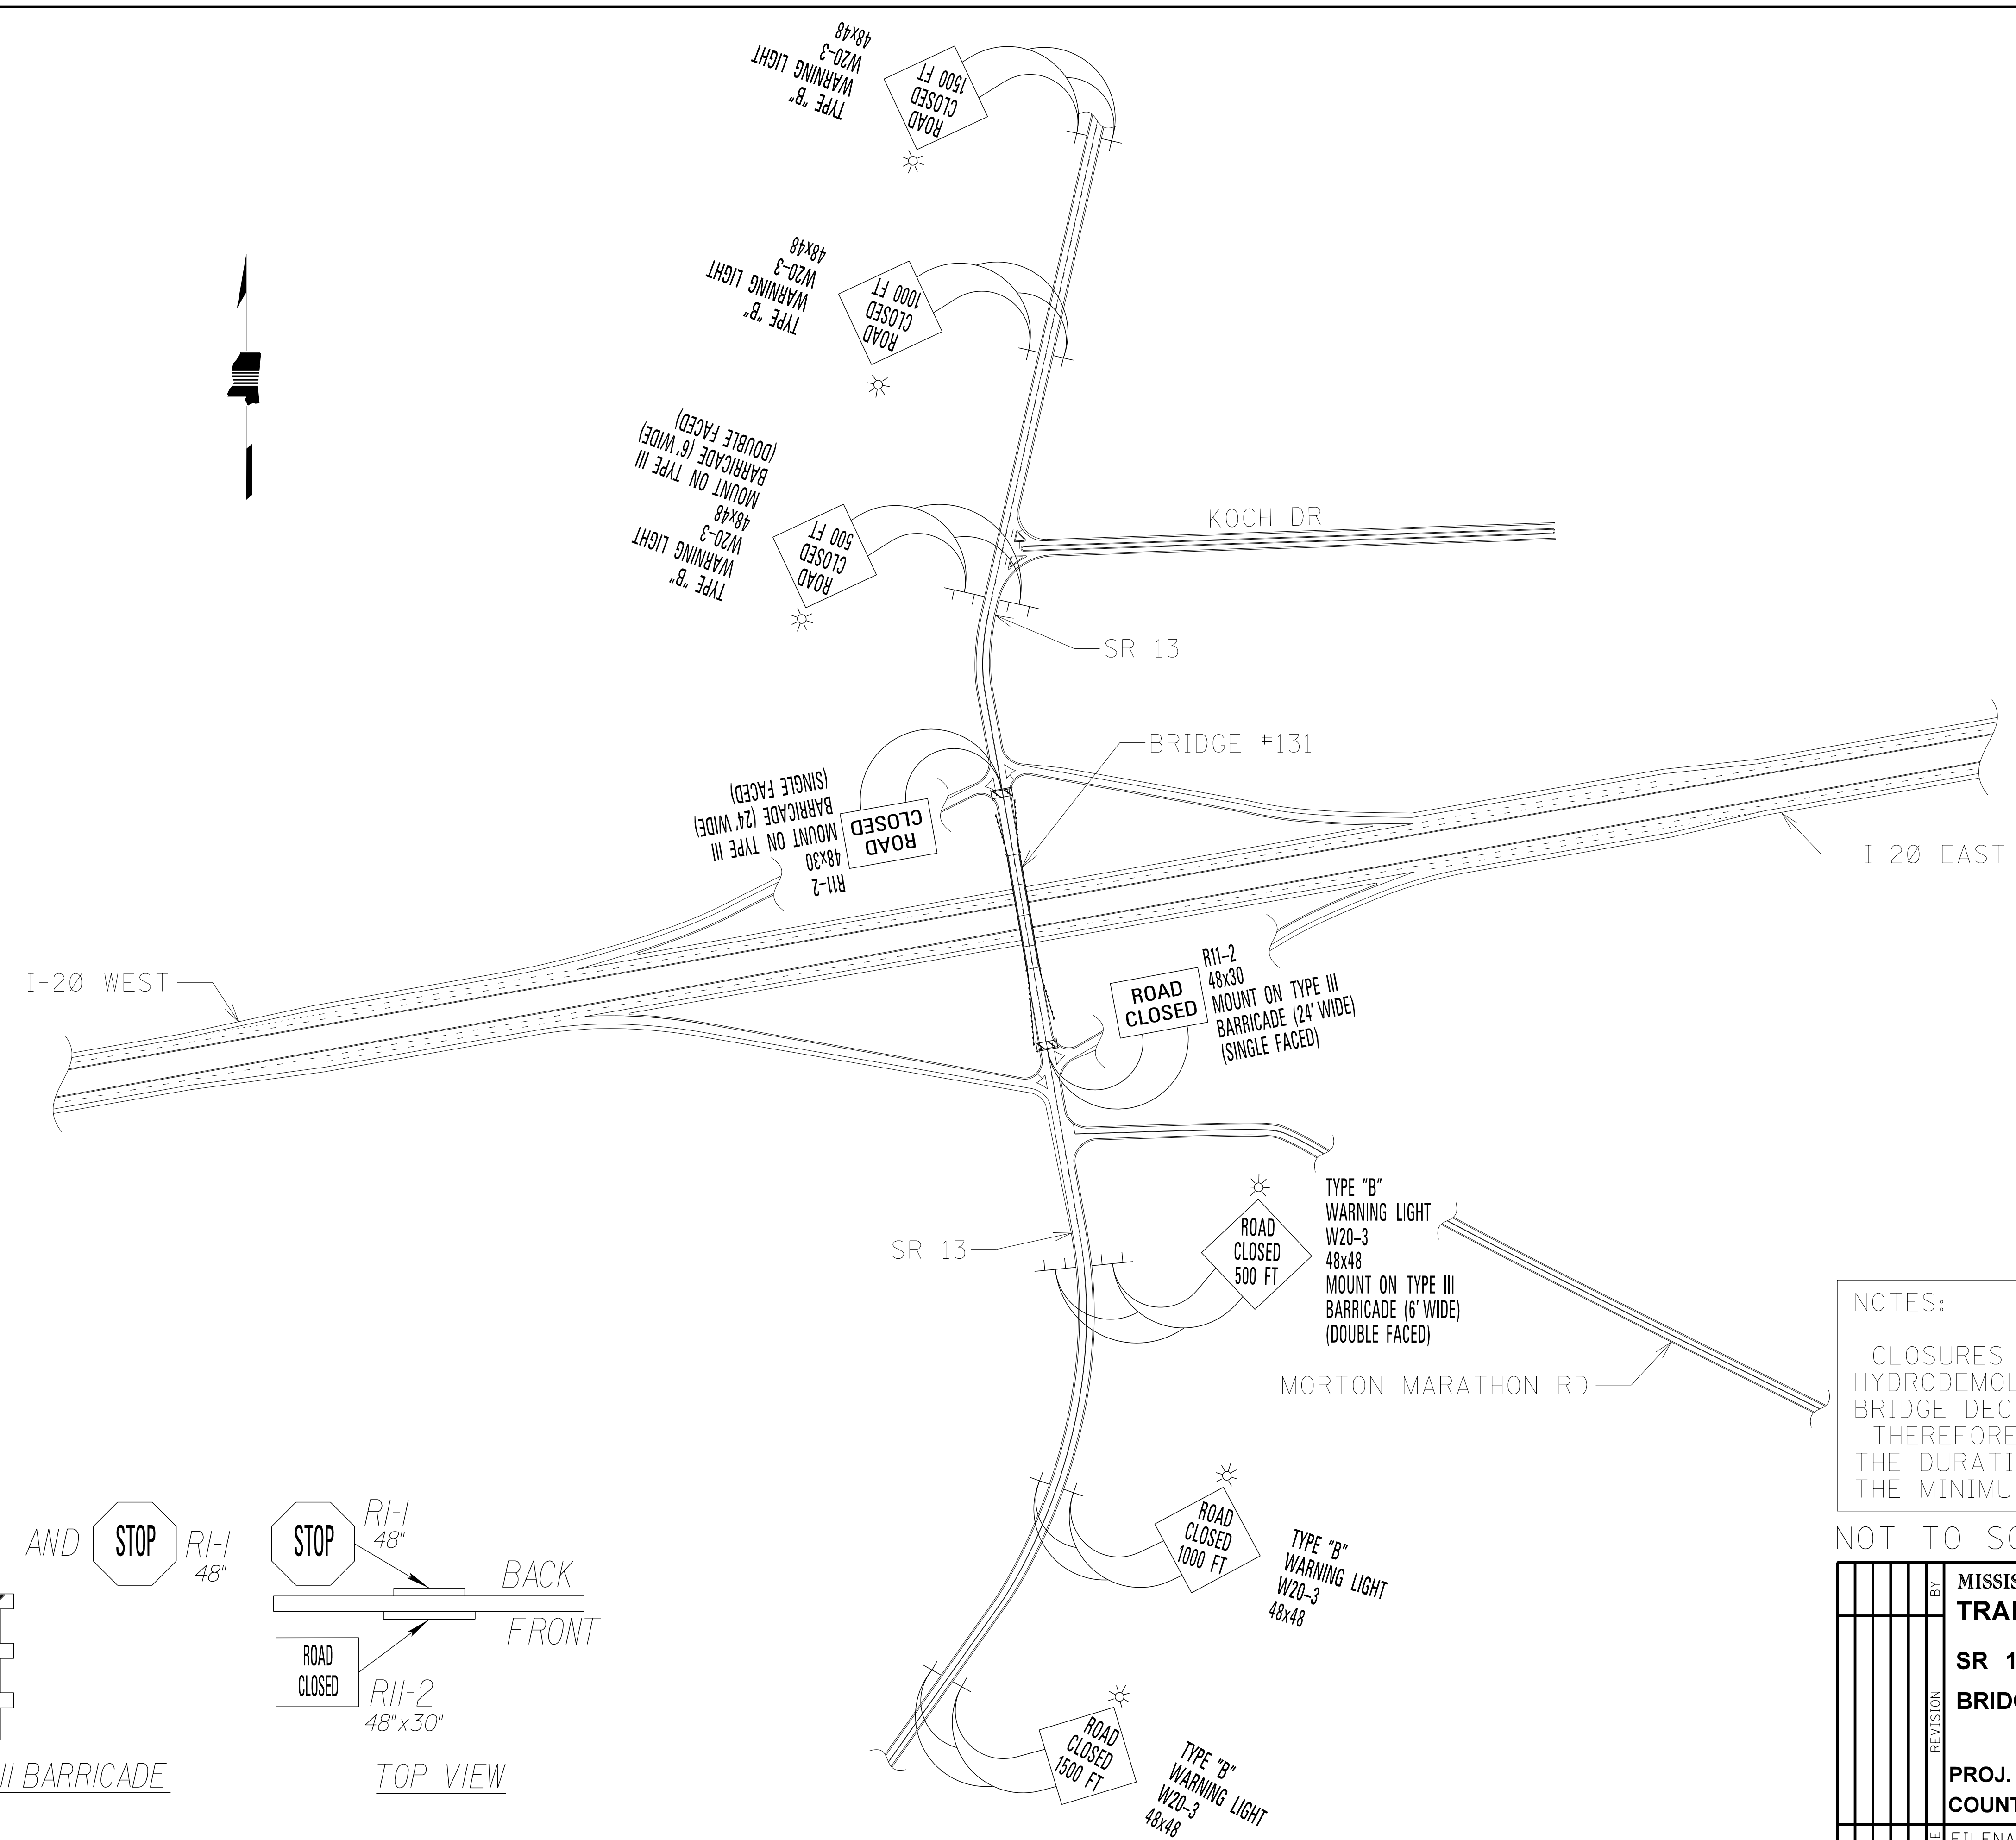 TYPE "B"
WARNING LIGHT
W20-3
48x48
ROAD
CLOSED
1500 FT
TYPE "B"
WARNING LIGHT
W20-3
48x48
ROAD
CLOSED
1000 FT
TYPE "B"
WARNING LIGHT
W20-3
48x48
MOUNT ON TYPE III
BARRICADE (6' WIDE)
(DOUBLE FACED)
ROAD
CLOSED
500 FT
KOCH DR
SR 13
BRIDGE #131
R11-2
48x30
MOUNT ON TYPE III
BARRICADE (24' WIDE)
(SINGLE FACED)
ROAD
CLOSED
I-20 EAST
I-20 WEST
ROAD
CLOSED
R11-2
48x30
MOUNT ON TYPE III
BARRICADE (24' WIDE)
(SINGLE FACED)
SR 13
ROAD
CLOSED
500 FT
TYPE "B"
WARNING LIGHT
W20-3
48x48
MOUNT ON TYPE III
BARRICADE (6' WIDE)
(DOUBLE FACED)
MORTON MARATHON RD
ROAD
CLOSED
1000 FT
TYPE "B"
WARNING LIGHT
W20-3
48x48
ROAD
CLOSED
1500 FT
TYPE "B"
WARNING LIGHT
W20-3
48x48
AND
STOP
R1-1
48"
STOP
R1-1
48"
BACK
FRONT
ROAD
CLOSED
R11-2
48"x30"
II BARRICADE
TOP VIEW
NOTES:
CLOSURES
HYDRODEMOL
BRIDGE DEC
THEREFORE
THE DURATI
THE MINIMU
NOT TO SC
BY
REVISION
MISSIS
TRA
SR 1
BRID
PROJ.
COUNT
FILENA